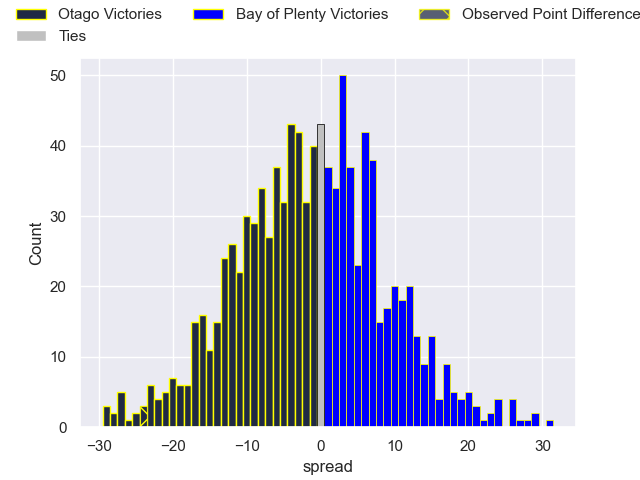 Otago Victories
Bay of Plenty Victories
Observed Point Difference
Ties
50
40
30
20
10
0
Count
−30
−20
−10
0
10
20
30
spread